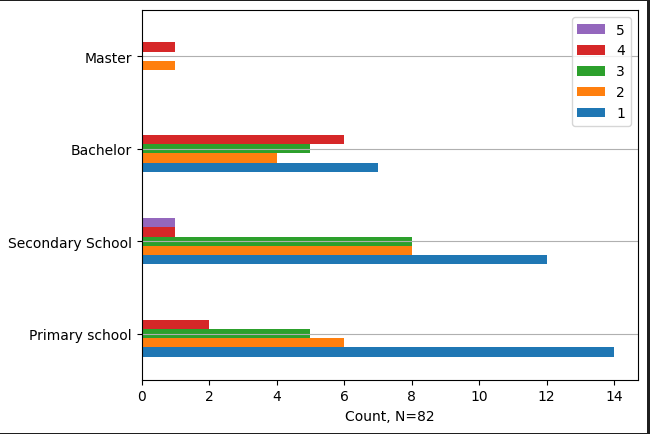 Master
Bachelor
Secondary School
Primary school
5
4
3
2
1
0 2 4 6 8 10 12 14
Count, N=82